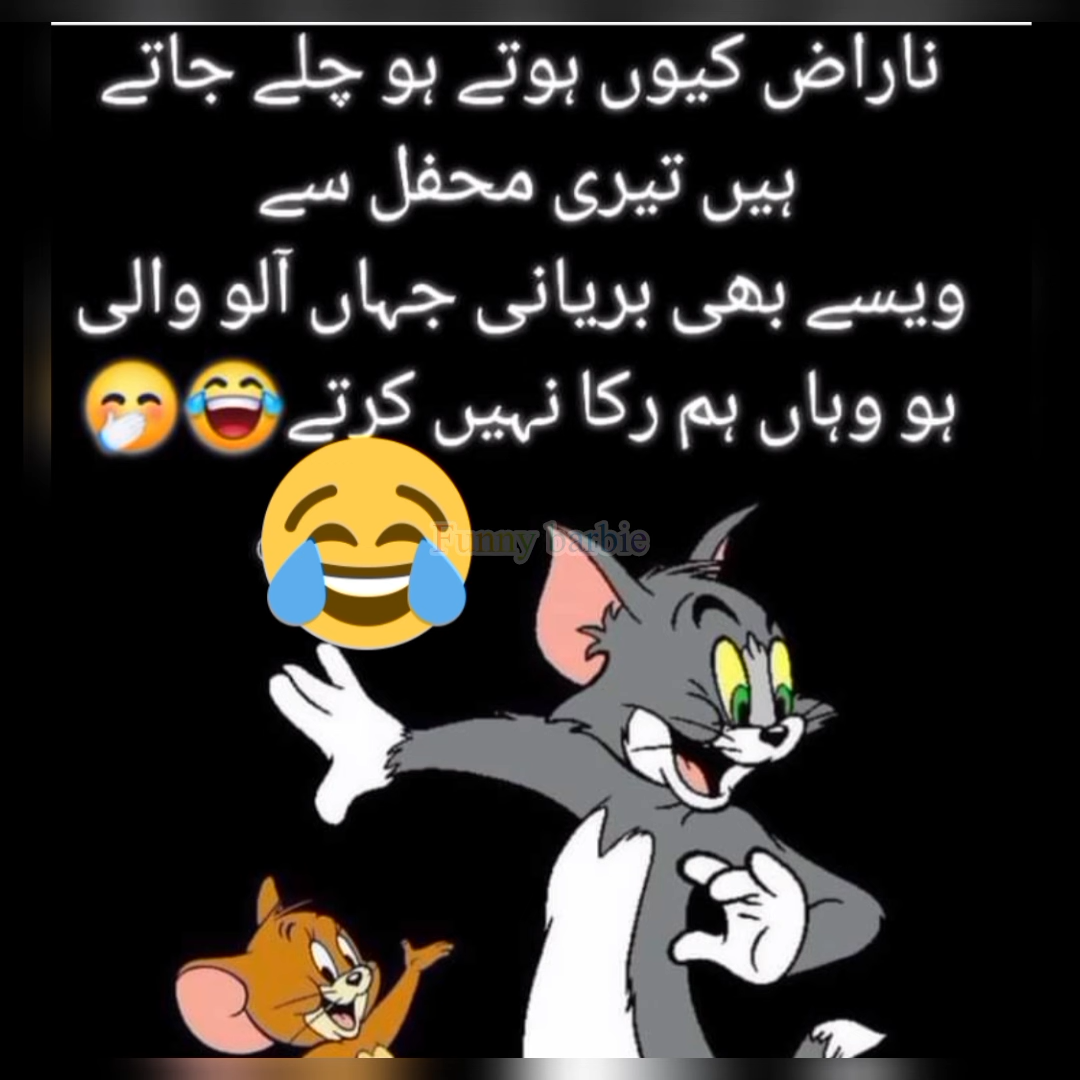 ناراض کیوں ہوتے ہو چلے جاتے
ہیں تیری محفل سے
ویسے بھی بریانی جہاں آلو والی
ہو وہاں ہم رکا نہیں کرتے😂🤭
Funny barbie